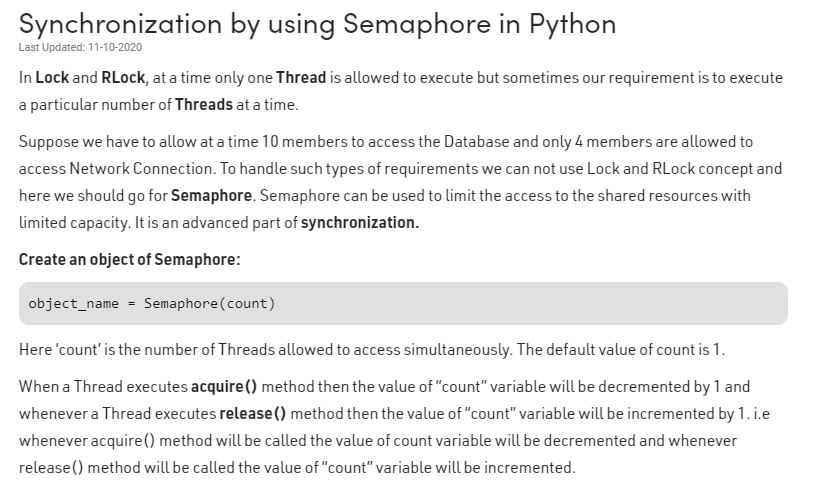 Synchronization by using Semaphore in Python
Last Updated: 11-10-2020
In Lock and RLock, at a time only one Thread is allowed to execute but sometimes our requirement is to execute
a particular number of Threads at a time.
Suppose we have to allow at a time 10 members to access the Database and only 4 members are allowed to
access Network Connection. To handle such types of requirements we can not use Lock and RLock concept and
here we should go for Semaphore. Semaphore can be used to limit the access to the shared resources with
limited capacity. It is an advanced part of synchronization.
Create an object of Semaphore:
object_name = Semaphore(count)
Here ‘count’ is the number of Threads allowed to access simultaneously. The default value of count is 1.
When a Thread executes acquire() method then the value of “count” variable will be decremented by 1 and
whenever a Thread executes release() method then the value of “count” variable will be incremented by 1. i.e
whenever acquire() method will be called the value of count variable will be decremented and whenever
release() method will be called the value of “count” variable will be incremented.